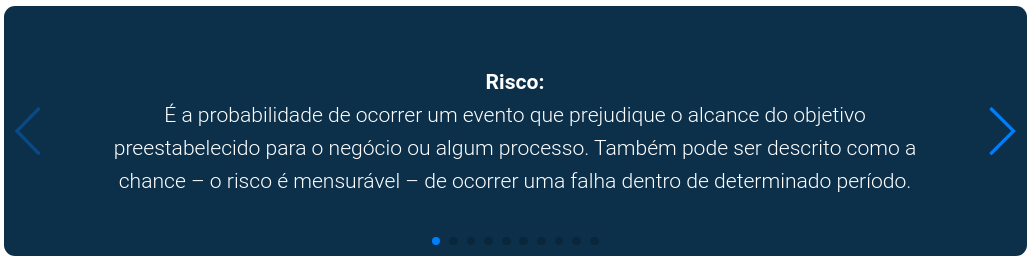 Risco:
É a probabilidade de ocorrer um evento que prejudique o alcance do objetivo
preestabelecido para o negócio ou algum processo. Também pode ser descrito como a
chance – o risco é mensurável – de ocorrer uma falha dentro de determinado período.